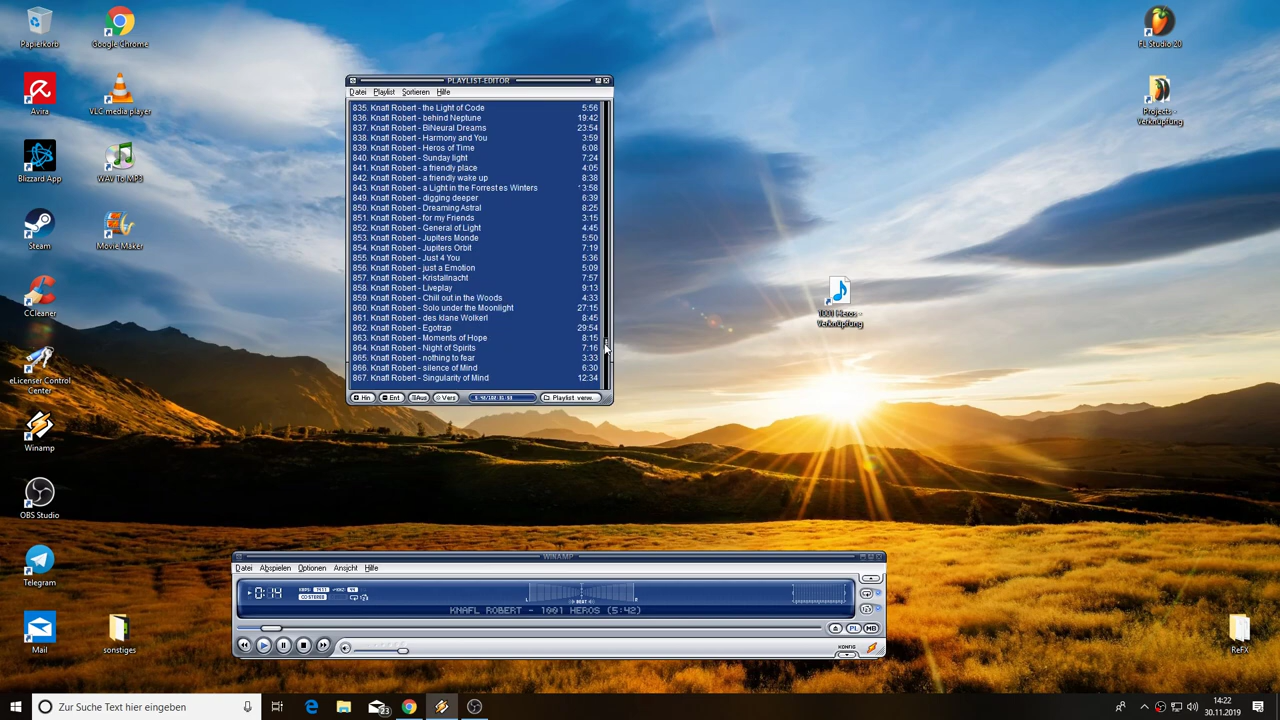 Papierkorb
Google Chrome
FL Studio 20
Avira
VLC media player
Projects -
Verknüpfung
Blizzard App
WAV To MP3
Steam
Movie Maker
CCleaner
1001 Heros -
Verknüpfung
eLicenser Control
Center
Winamp
OBS Studio
Telegram
Mail
sonstiges
ReFX
PLAYLIST-EDITOR
Datei Playlist Sortieren Hilfe
835. Knafl Robert - the Light of Code 5:56
836. Knafl Robert - behind Neptune 19:42
837. Knafl Robert - BiNeural Dreams 23:54
838. Knafl Robert - Harmony and You 3:59
839. Knafl Robert - Heros of Time 6:08
840. Knafl Robert - Sunday light 7:24
841. Knafl Robert - a friendly place 4:05
842. Knafl Robert - a friendly wake up 8:38
843. Knafl Robert - a Light in the Forrest es Winters 13:58
849. Knafl Robert - digging deeper 6:39
850. Knafl Robert - Dreaming Astral 8:25
851. Knafl Robert - for my Friends 3:15
852. Knafl Robert - General of Light 4:45
853. Knafl Robert - Jupiters Monde 5:50
854. Knafl Robert - Jupiters Orbit 7:19
855. Knafl Robert - Just 4 You 5:36
856. Knafl Robert - just a Emotion 5:09
857. Knafl Robert - Kristallnacht 7:57
858. Knafl Robert - Liveplay 9:13
859. Knafl Robert - Chill out in the Woods 4:33
860. Knafl Robert - Solo under the Moonlight 27:15
861. Knafl Robert - des klane Wolkerl 8:45
862. Knafl Robert - Egotrap 29:54
863. Knafl Robert - Moments of Hope 8:15
864. Knafl Robert - Night of Spirits 7:16
865. Knafl Robert - nothing to fear 3:33
866. Knafl Robert - silence of Mind 6:30
867. Knafl Robert - Singularity of Mind 12:34
Hin Ent Aus Vers Playlist verw.
WINAMP
Datei Abspielen Optionen Ansicht Hilfe
0:14
STEREO
BEAT
KNAFL ROBERT - 1001 HEROS (5:42)
PL MB
KONFIG
Zur Suche Text hier eingeben
23
14:22
30.11.2019